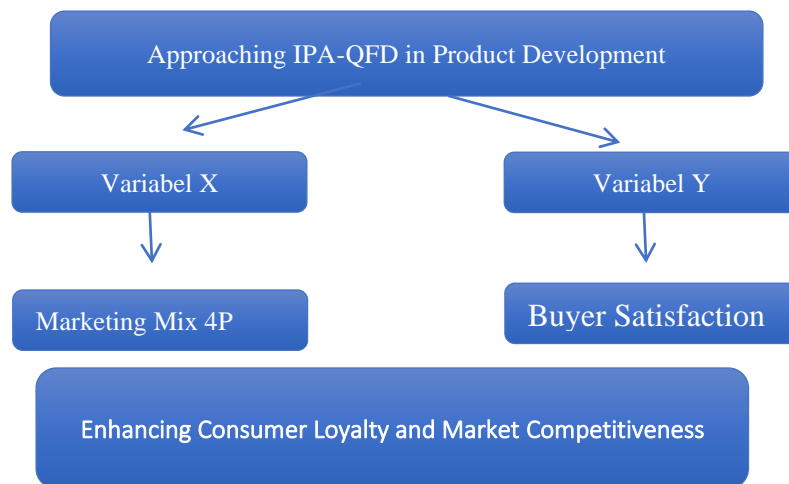 Approaching IPA-QFD in Product Development
Variabel X
Variabel Y
Marketing Mix 4P
Buyer Satisfaction
Enhancing Consumer Loyalty and Market Competitiveness